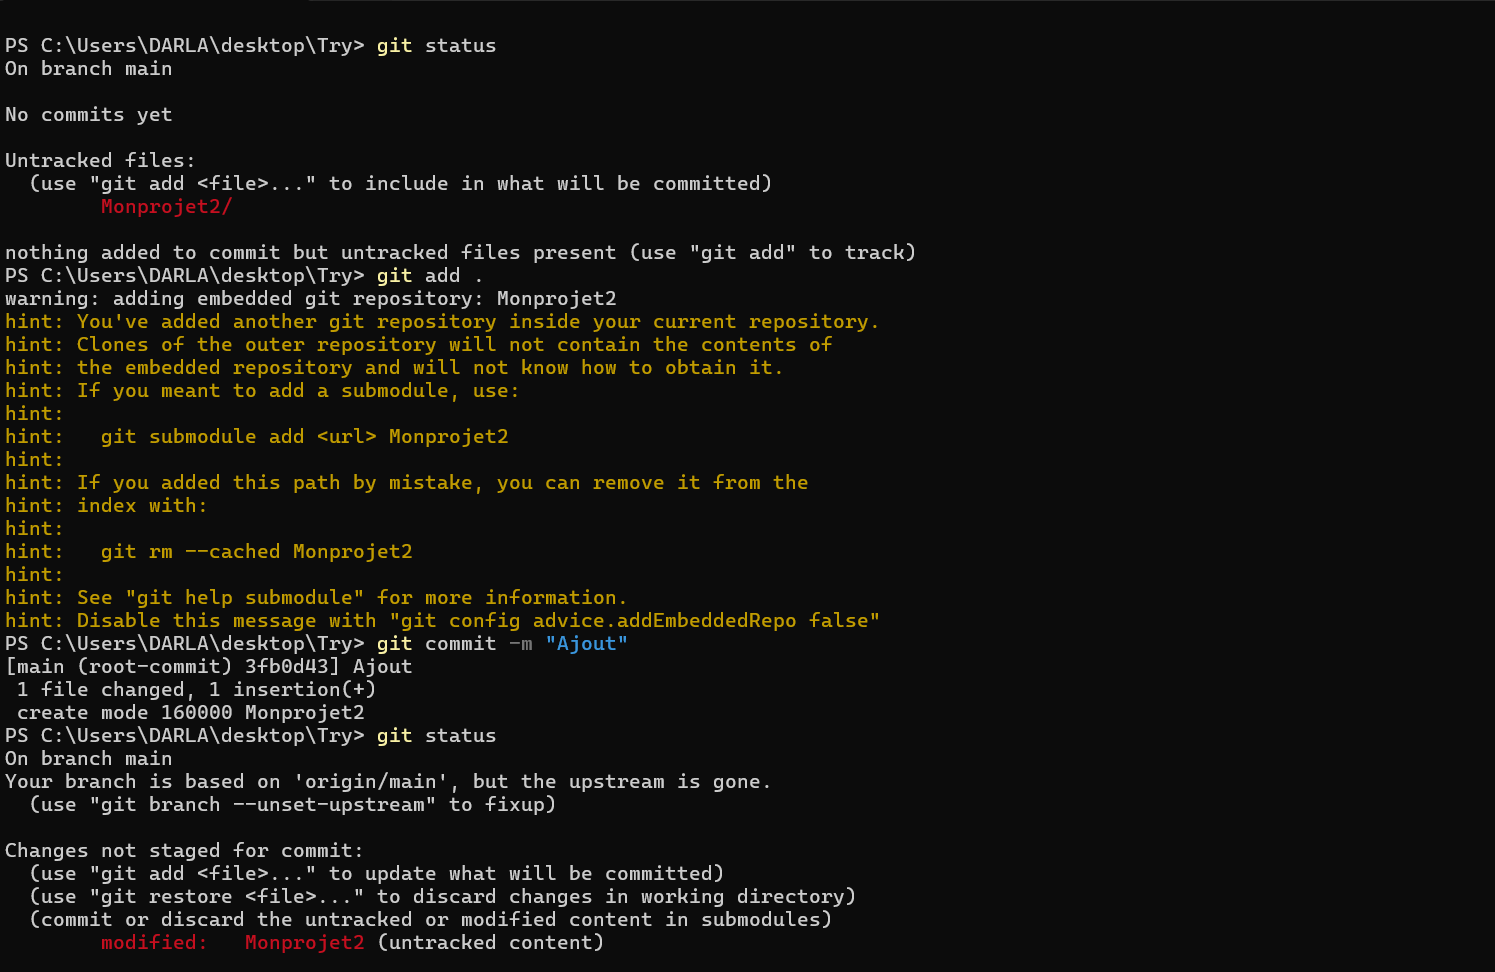 PS C:\Users\DARLA\desktop\Try> git status
On branch main
No commits yet
Untracked files:
  (use "git add <file>..." to include in what will be committed)
        Monprojet2/
nothing added to commit but untracked files present (use "git add" to track)
PS C:\Users\DARLA\desktop\Try> git add .
warning: adding embedded git repository: Monprojet2
hint: You've added another git repository inside your current repository.
hint: Clones of the outer repository will not contain the contents of
hint: the embedded repository and will not know how to obtain it.
hint: If you meant to add a submodule, use:
hint:
hint:   git submodule add <url> Monprojet2
hint:
hint: If you added this path by mistake, you can remove it from the
hint: index with:
hint:
hint:   git rm --cached Monprojet2
hint:
hint: See "git help submodule" for more information.
hint: Disable this message with "git config advice.addEmbeddedRepo false"
PS C:\Users\DARLA\desktop\Try> git commit -m "Ajout"
[main (root-commit) 3fb0d43] Ajout
 1 file changed, 1 insertion(+)
 create mode 160000 Monprojet2
PS C:\Users\DARLA\desktop\Try> git status
On branch main
Your branch is based on 'origin/main', but the upstream is gone.
  (use "git branch --unset-upstream" to fixup)
Changes not staged for commit:
  (use "git add <file>..." to update what will be committed)
  (use "git restore <file>..." to discard changes in working directory)
  (commit or discard the untracked or modified content in submodules)
        modified:   Monprojet2 (untracked content)